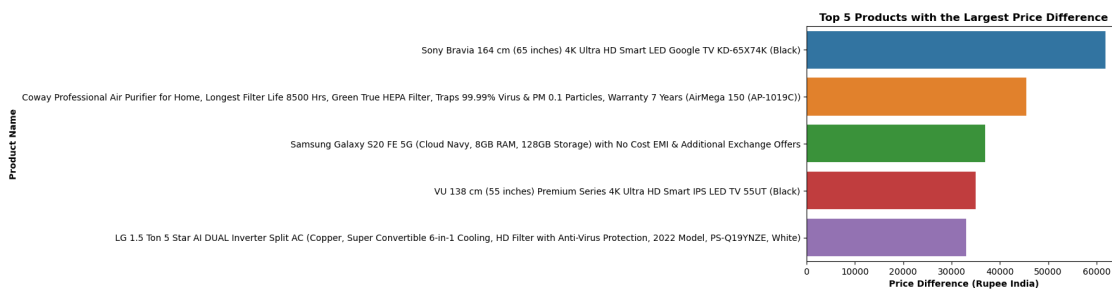 Top 5 Products with the Largest Price Difference
Product Name
Sony Bravia 164 cm (65 inches) 4K Ultra HD Smart LED Google TV KD-65X74K (Black)
Coway Professional Air Purifier for Home, Longest Filter Life 8500 Hrs, Green True HEPA Filter, Traps 99.99% Virus & PM 0.1 Particles, Warranty 7 Years (AirMega 150 (AP-1019C))
Samsung Galaxy S20 FE 5G (Cloud Navy, 8GB RAM, 128GB Storage) with No Cost EMI & Additional Exchange Offers
VU 138 cm (55 inches) Premium Series 4K Ultra HD Smart IPS LED TV 55UT (Black)
LG 1.5 Ton 5 Star AI DUAL Inverter Split AC (Copper, Super Convertible 6-in-1 Cooling, HD Filter with Anti-Virus Protection, 2022 Model, PS-Q19YNZE, White)
0 10000 20000 30000 40000 50000 60000
Price Difference (Rupee India)